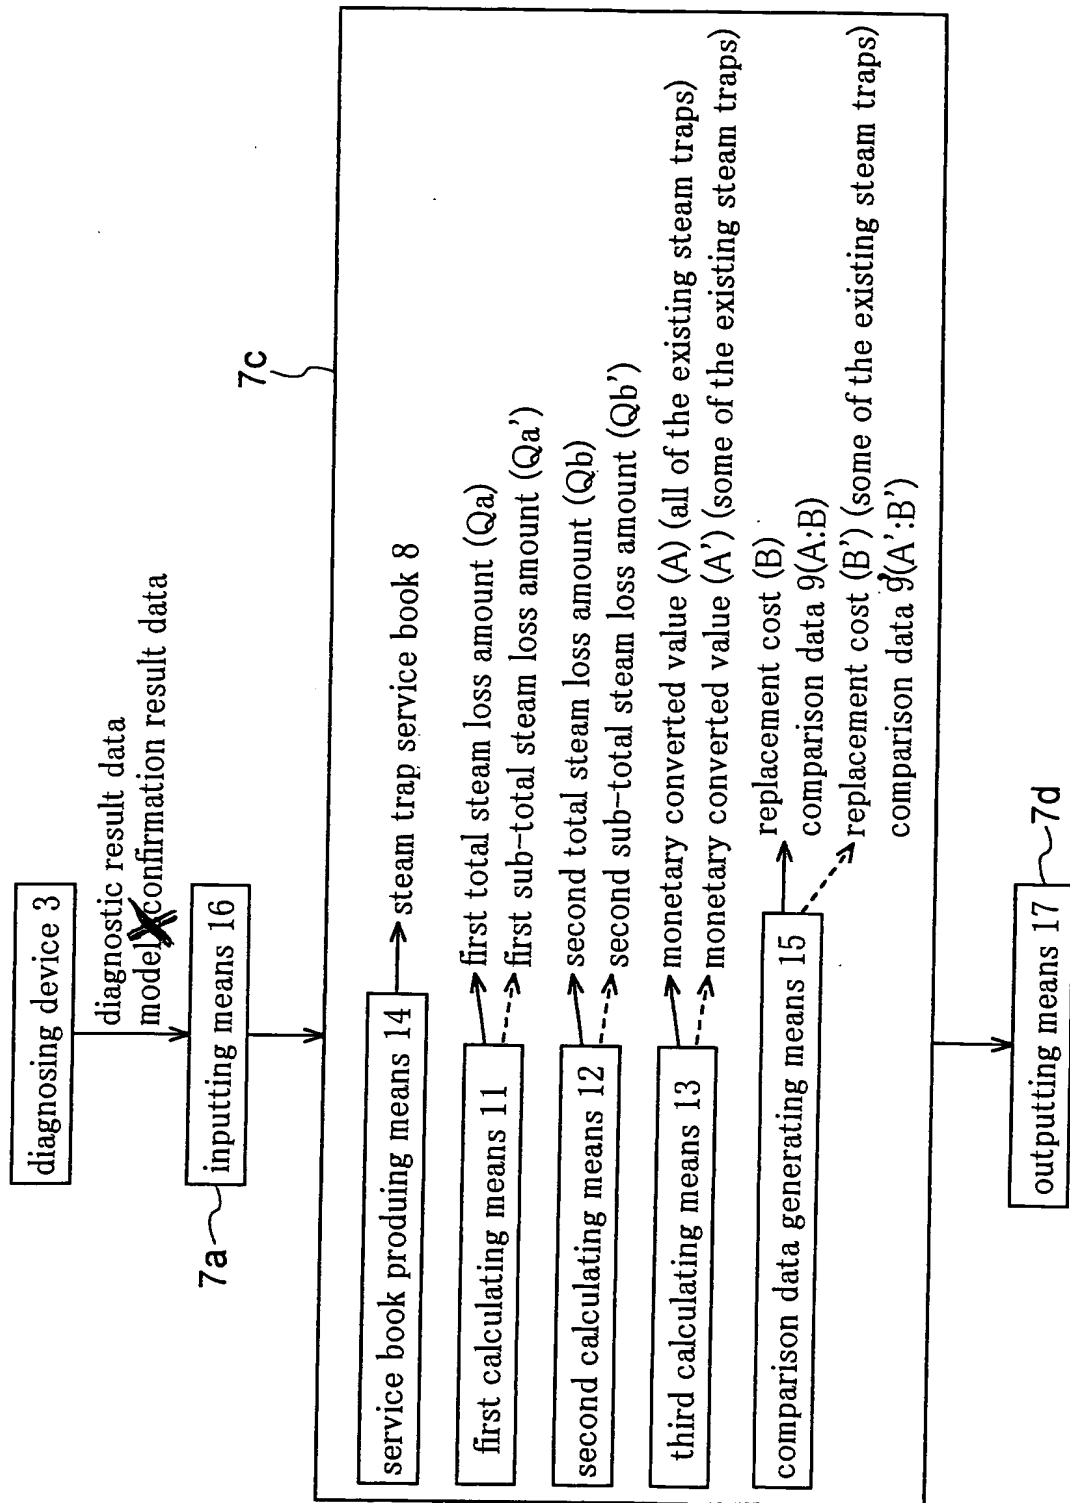 diagnosing device 3
diagnostic result data
model confirmation result data
7a
inputting means 16
7c
service book produing means 14
steam trap service book 8
first calculating means 11
first total steam loss amount (Qa)
first sub-total steam loss amount (Qa')
second calculating means 12
second total steam loss amount (Qb)
second sub-total steam loss amount (Qb')
third calculating means 13
monetary converted value (A) (all of the existing steam traps)
monetary converted value (A') (some of the existing steam traps)
comparison data generating means 15
replacement cost (B)
comparison data 9(A:B)
replacement cost (B') (some of the existing steam traps)
comparison data 9'(A':B')
outputting means 17
7d